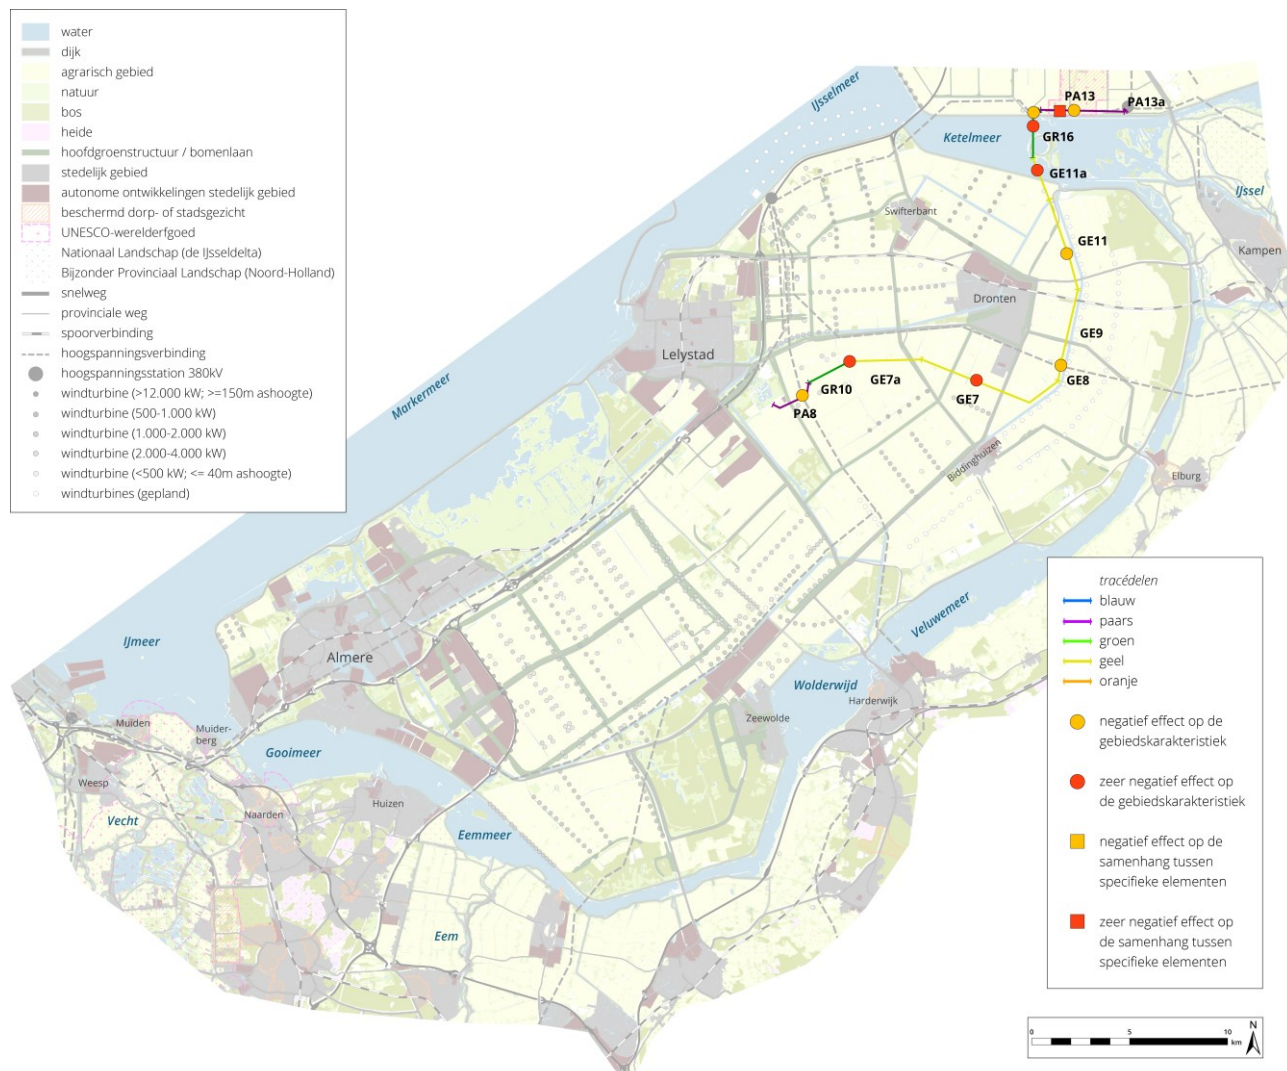 water
dijk
agrarisch gebied
natuur
bos
heide
hoofdgroenstructuur / bomenlaan
stedelijk gebied
autonome ontwikkelingen stedelijk gebied
beschermd dorp- of stadsgezicht
UNESCO-werelderfgoed
Nationaal Landschap (de IJsseldelta)
Bijzonder Provinciaal Landschap (Noord-Holland)
snelweg
provinciale weg
spoorverbinding
hoogspanningsverbinding
hoogspanningsstation 380kV
windturbine (>12.000 kW; >=150m ashoogte)
windturbine (500-1.000 kW)
windturbine (1.000-2.000 kW)
windturbine (2.000-4.000 kW)
windturbine (<500 kW; <= 40m ashoogte)
windturbines (gepland)
IJsselmeer
PA13
PA13a
Ketelmeer
GR16
GE11a
IJssel
Swifterbant
GE11
Kampen
Dronten
GE9
Lelystad
GE8
GE7a
GR10
GE7
PA8
Markermeer
Biddinghuizen
Elburg
Veluwemeer
IJmeer
Almere
Wolderwijd
Harderwijk
Zeewolde
Muiden
Muider-
berg
Gooimeer
Weesp
Huizen
Naarden
Vecht
Eemmeer
Eem
tracédelen
blauw
paars
groen
geel
oranje
negatief effect op de
gebiedskarakteristiek
zeer negatief effect op
de gebiedskarakteristiek
negatief effect op de
samenhang tussen
specifieke elementen
zeer negatief effect op
de samenhang tussen
specifieke elementen
0 5 10
km
N